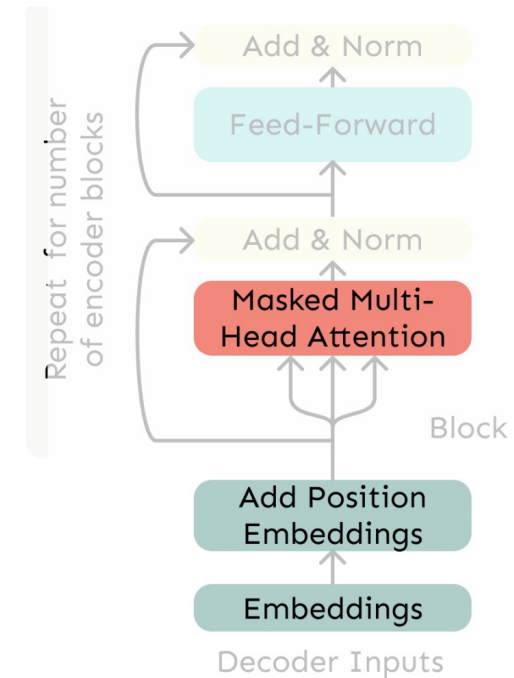 Add & Norm
Feed-Forward
Repeat for number
of encoder blocks
Add & Norm
Masked Multi-
Head Attention
Block
Add Position
Embeddings
Embeddings
Decoder Inputs